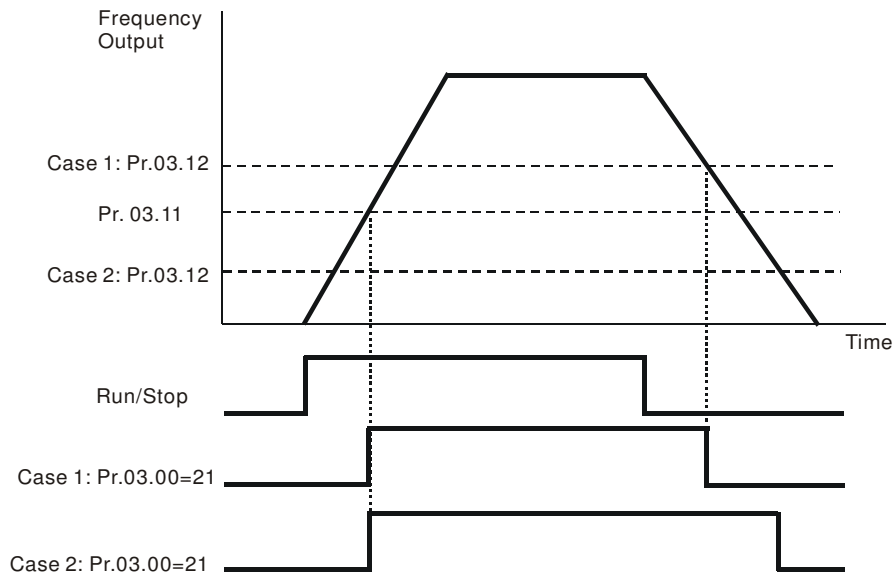 Frequency
Output
Case 1: Pr.03.12
Pr. 03.11
Case 2: Pr.03.12
Time
Run/Stop
Case 1: Pr.03.00=21
Case 2: Pr.03.00=21